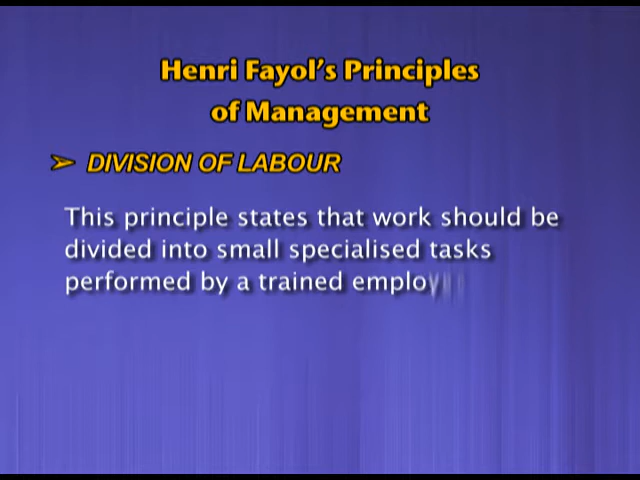 Henri Fayol's Principles
of Management
➢ DIVISION OF LABOUR
This principle states that work should be
divided into small specialised tasks
performed by a trained